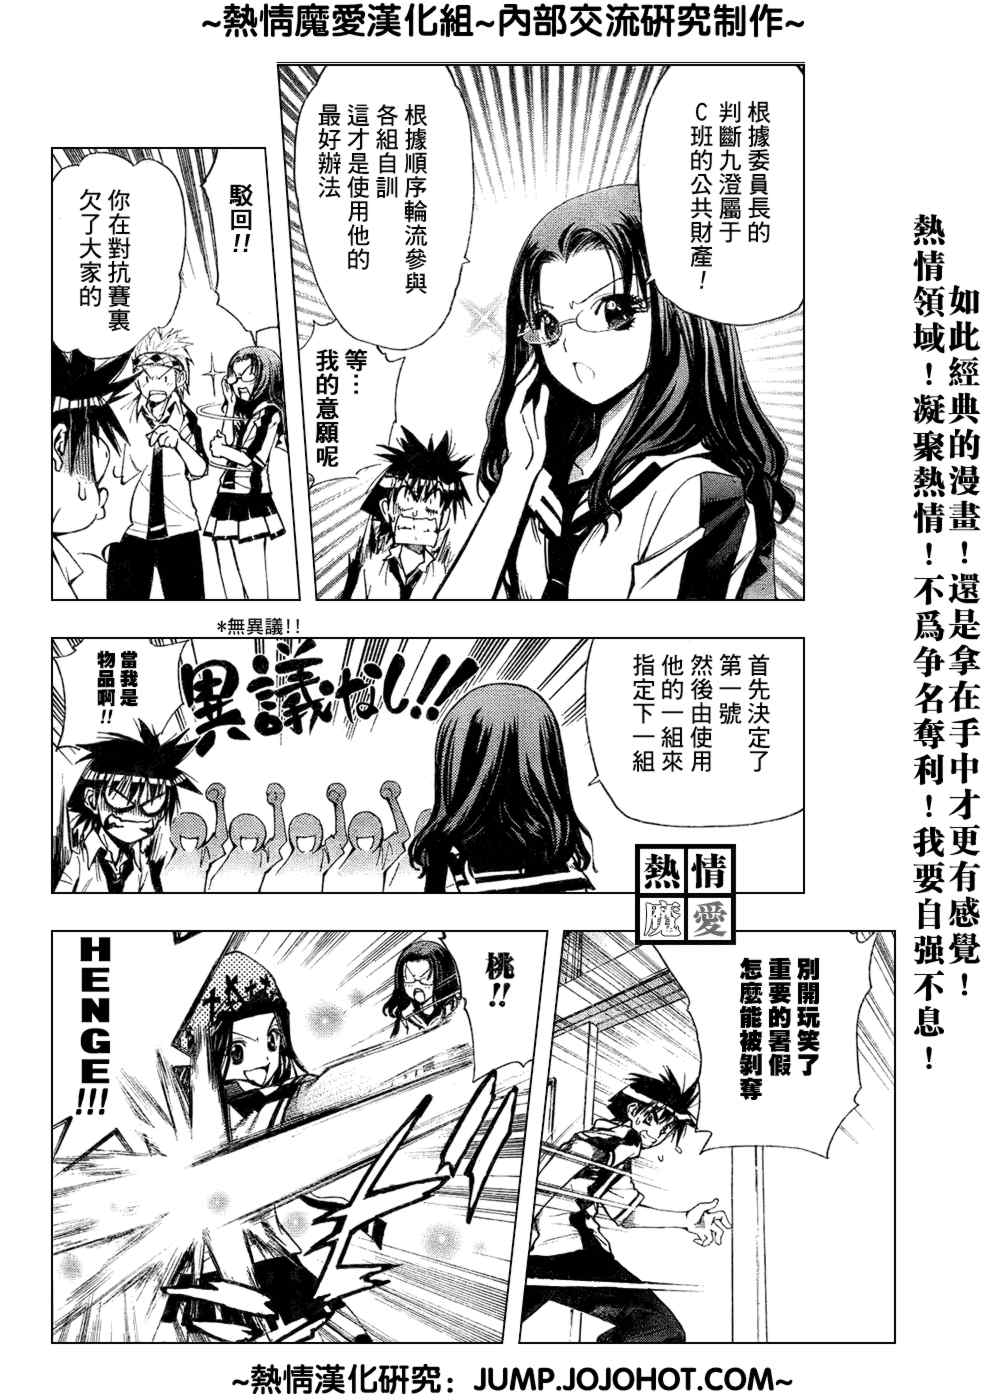 ~熱情魔愛漢化組~內部交流研究制作~
如此經典的漫畫！還是拿在手中才更有感覺！
熱情領域！凝聚熱情！不爲争名奪利！我要自强不息！
根據委員長的
判斷九澄屬于
C班的公共財產！
根據順序輪流參與
各組自訓
這才是使用他的
最好辦法
等…
我的意願呢
駁回!!
你在對抗賽裏
欠了大家的
*無異議!!
首先決定了
第一號
然後由使用
他的一組來
指定下一組
異議なし!!
當我是
物品啊!!
熱情
魔愛
別開玩笑了
重要的暑假
怎麼能被剝奪
桃!!
HENGE!!!
~熱情漢化研究：JUMP.JOJOHOT.COM~